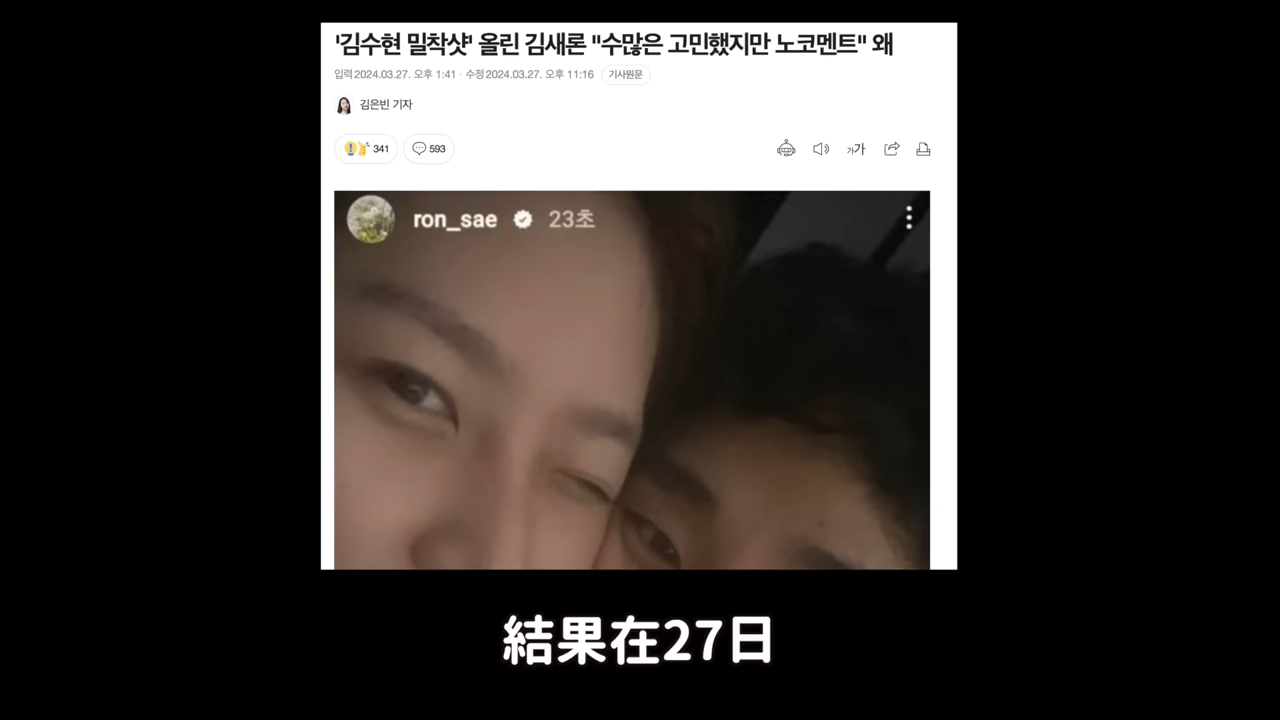 '김수현 밀착샷' 올린 김새론 "수많은 고민했지만 노코멘트" 왜
입력 2024.03.27. 오후 1:41 · 수정 2024.03.27. 오후 11:16 기사원문
김은빈 기자
341 593 가가
ron_sae 23초
結果在27日